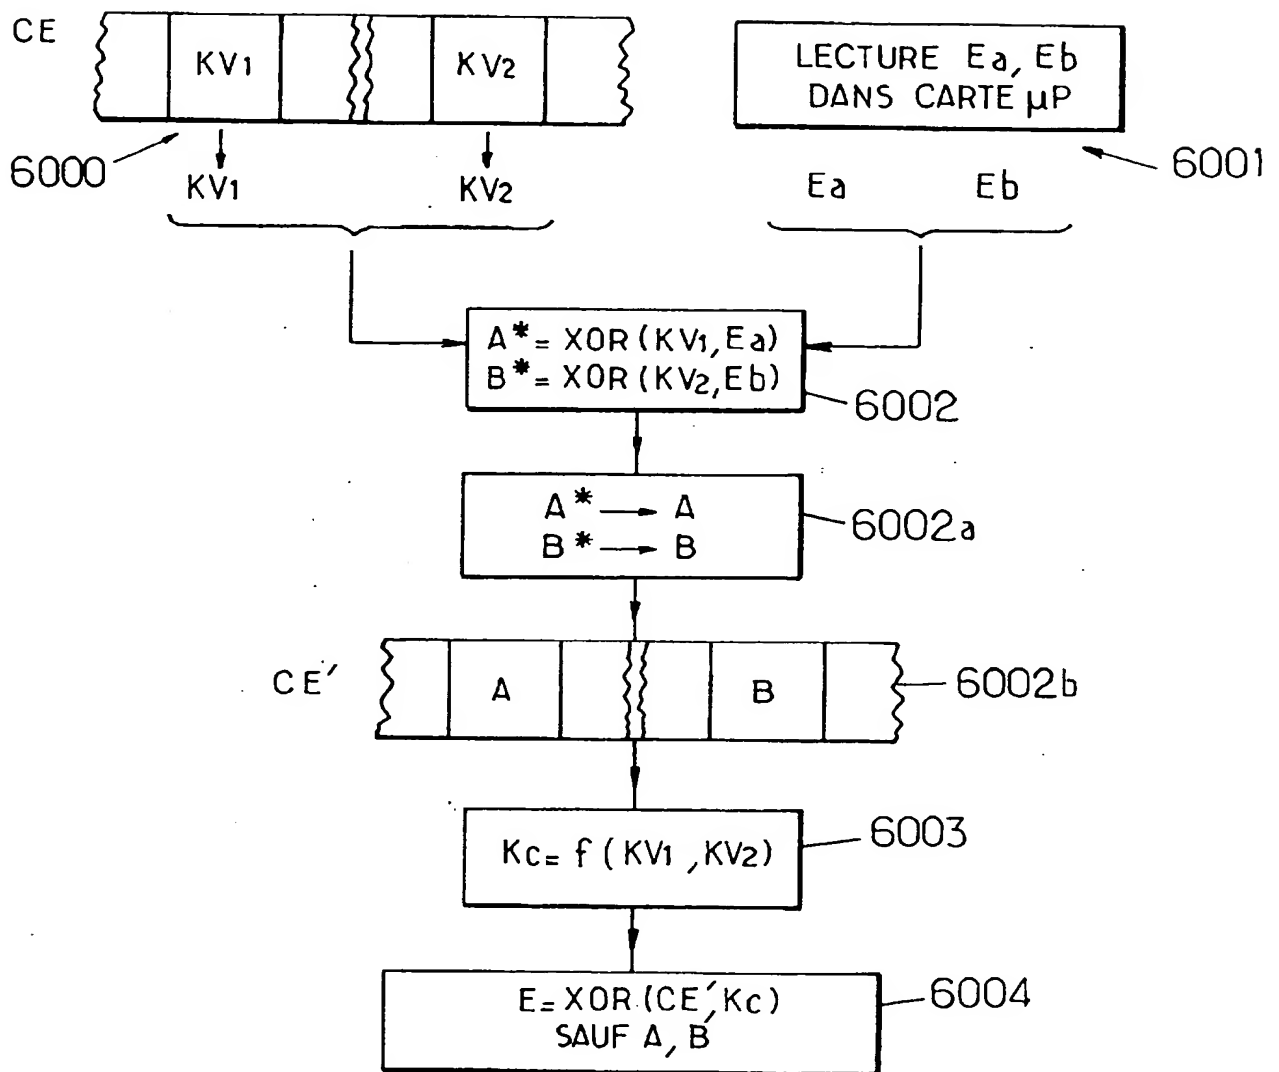 CE
KV1
KV2
LECTURE Ea, Eb
DANS CARTE µP
6000
KV1
KV2
Ea
Eb
6001
A* = XOR (KV1, Ea)
B* = XOR (KV2, Eb)
6002
A* → A
B* → B
6002a
CE′
A
B
6002b
Kc = f (KV1, KV2)
6003
E = XOR (CE′, Kc)
SAUF A, B
6004